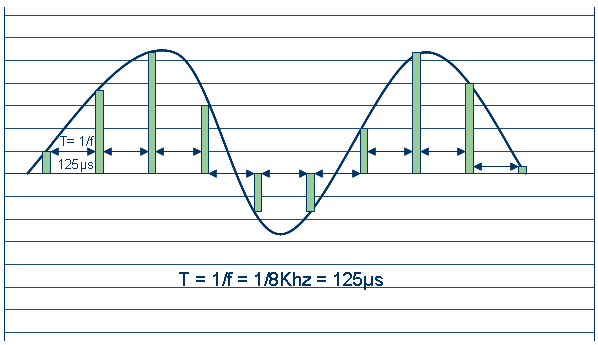 T= 1/f
125µs
T = 1/f = 1/8Khz = 125µs